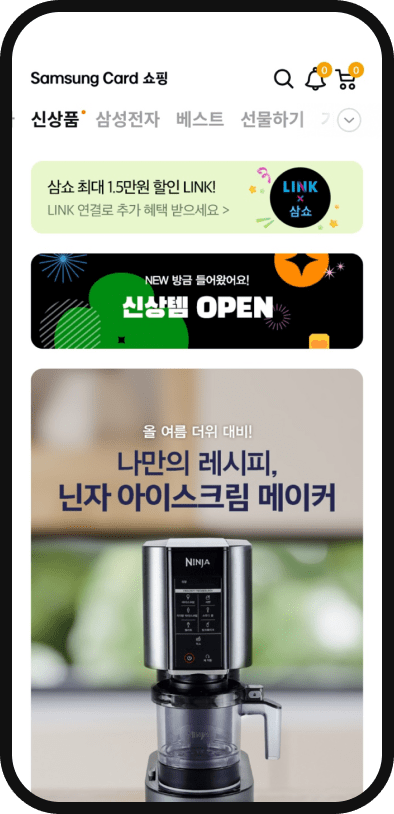 Samsung Card 쇼핑
0
0
신상품
삼성전자
베스트
선물하기
삼쇼 최대 1.5만원 할인 LINK!
LINK 연결로 추가 혜택 받으세요 >
LINK
×
삼쇼
NEW 방금 들어왔어요!
신상템 OPEN
올 여름 더위 대비!
나만의 레시피,
닌자 아이스크림 메이커
NINJA